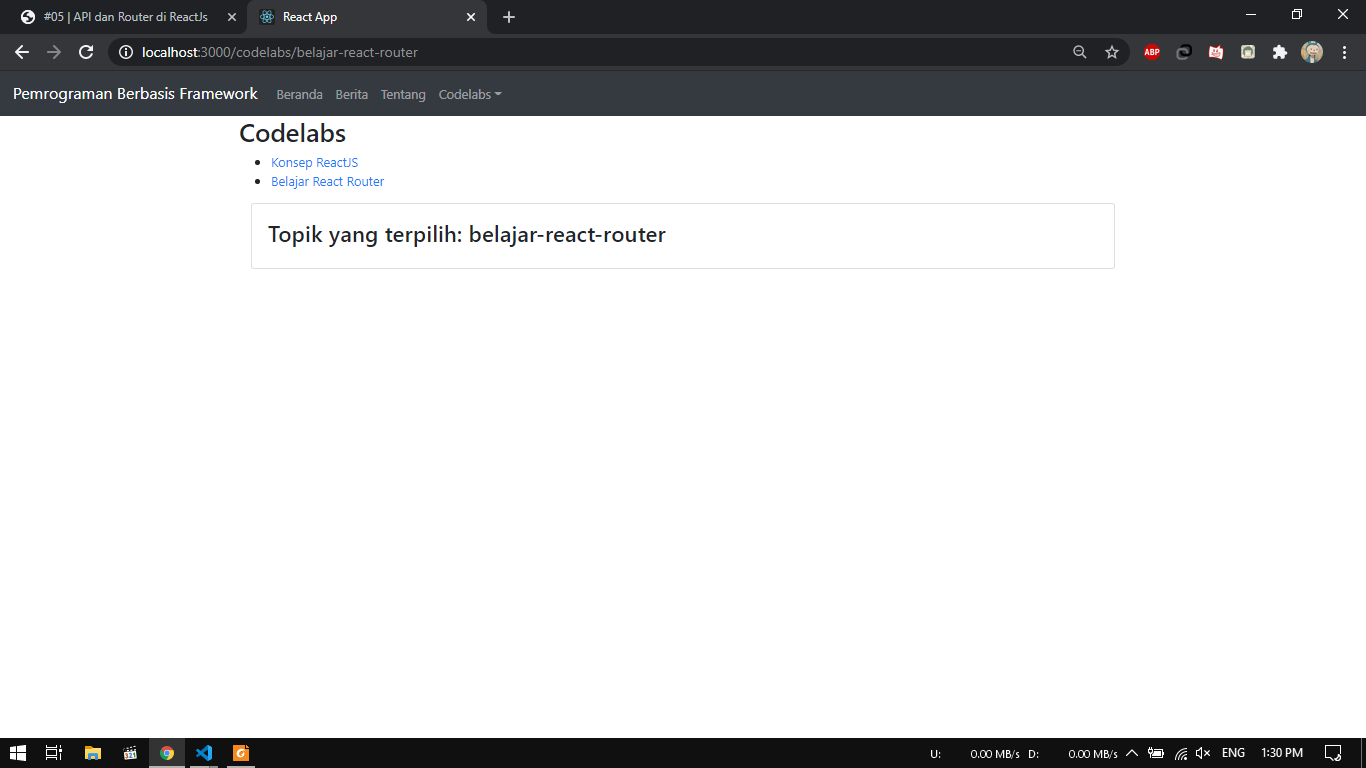 #05 | API dan Router di ReactJs
React App
localhost:3000/codelabs/belajar-react-router
ABP
Pemrograman Berbasis Framework Beranda Berita Tentang Codelabs
Codelabs
Konsep ReactJS
Belajar React Router
Topik yang terpilih: belajar-react-router
U: 0.00 MB/s D: 0.00 MB/s ENG 1:30 PM